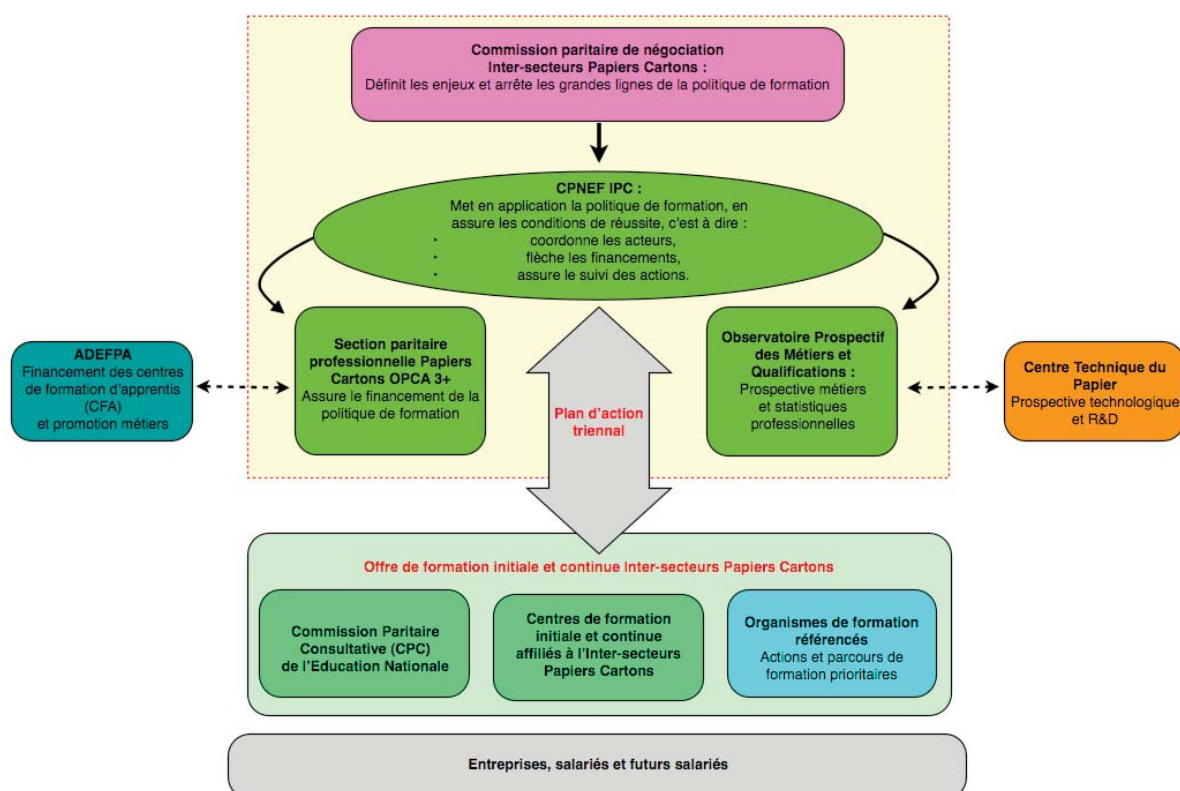 Commission paritaire de négociation
Inter-secteurs Papiers Cartons :
Définit les enjeux et arrête les grandes lignes de la politique de formation
CPNEF IPC :
Met en application la politique de formation, en
assure les conditions de réussite, c'est à dire :
• coordonne les acteurs,
• flèche les financements,
• assure le suivi des actions.
ADEFPA
Financement des centres
de formation d'apprentis
(CFA)
et promotion métiers
Section paritaire
professionnelle Papiers
Cartons OPCA 3+
Assure le financement de la
politique de formation
Plan d'action
triennal
Observatoire Prospectif
des Métiers et
Qualifications :
Prospective métiers
et statistiques
professionnelles
Centre Technique du
Papier
Prospective technologique
et R&D
Offre de formation initiale et continue Inter-secteurs Papiers Cartons
Commission Paritaire
Consultative (CPC)
de l'Education Nationale
Centres de formation
initiale et continue
affiliés à l'Inter-secteurs
Papiers Cartons
Organismes de formation
référencés
Actions et parcours de
formation prioritaires
Entreprises, salariés et futurs salariés